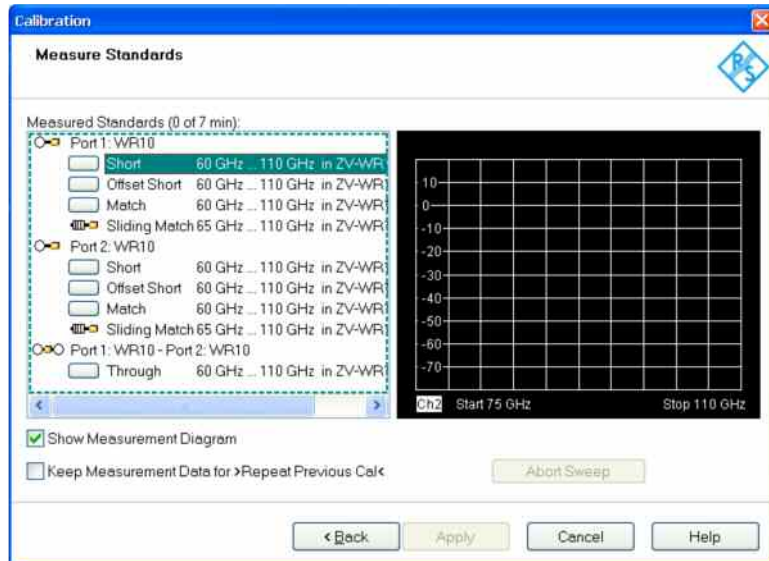 Calibration
Measure Standards
R S
Measured Standards (0 of 7 min):
Port 1: WR10
Short 60 GHz ... 110 GHz in ZV-WR
Offset Short 60 GHz ... 110 GHz in ZV-WR
Match 60 GHz ... 110 GHz in ZV-WR
Sliding Match 65 GHz ... 110 GHz in ZV-WR
Port 2: WR10
Short 60 GHz ... 110 GHz in ZV-WR
Offset Short 60 GHz ... 110 GHz in ZV-WR
Match 60 GHz ... 110 GHz in ZV-WR
Sliding Match 65 GHz ... 110 GHz in ZV-WR
Port 1: WR10 - Port 2: WR10
Through 60 GHz ... 110 GHz in ZV-WR
10
0
-10
-20
-30
-40
-50
-60
-70
Ch2 Start 75 GHz Stop 110 GHz
Show Measurement Diagram
Keep Measurement Data for >Repeat Previous Cal<
Abort Sweep
< Back
Apply
Cancel
Help